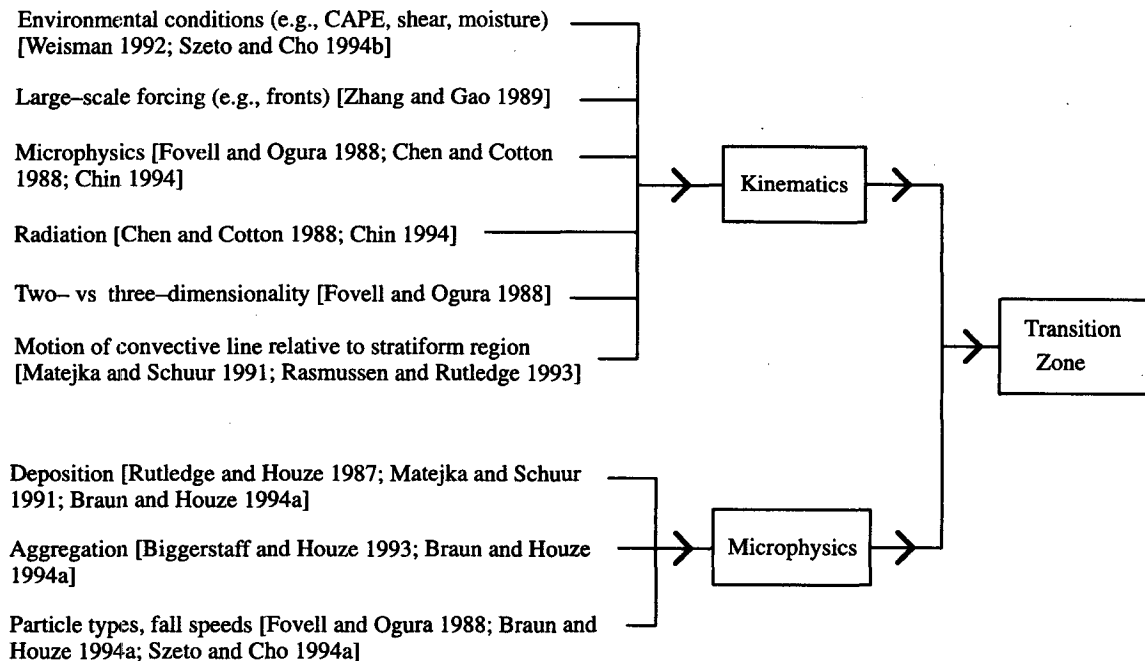 Environmental conditions (e.g., CAPE, shear, moisture)
[Weisman 1992; Szeto and Cho 1994b]
Large–scale forcing (e.g., fronts) [Zhang and Gao 1989]
Microphysics [Fovell and Ogura 1988; Chen and Cotton
1988; Chin 1994]
Radiation [Chen and Cotton 1988; Chin 1994]
Two– vs three–dimensionality [Fovell and Ogura 1988]
Motion of convective line relative to stratiform region
[Matejka and Schuur 1991; Rasmussen and Rutledge 1993]
Kinematics
Transition
Zone
Deposition [Rutledge and Houze 1987; Matejka and Schuur
1991; Braun and Houze 1994a]
Aggregation [Biggerstaff and Houze 1993; Braun and Houze
1994a]
Particle types, fall speeds [Fovell and Ogura 1988; Braun and
Houze 1994a; Szeto and Cho 1994a]
Microphysics